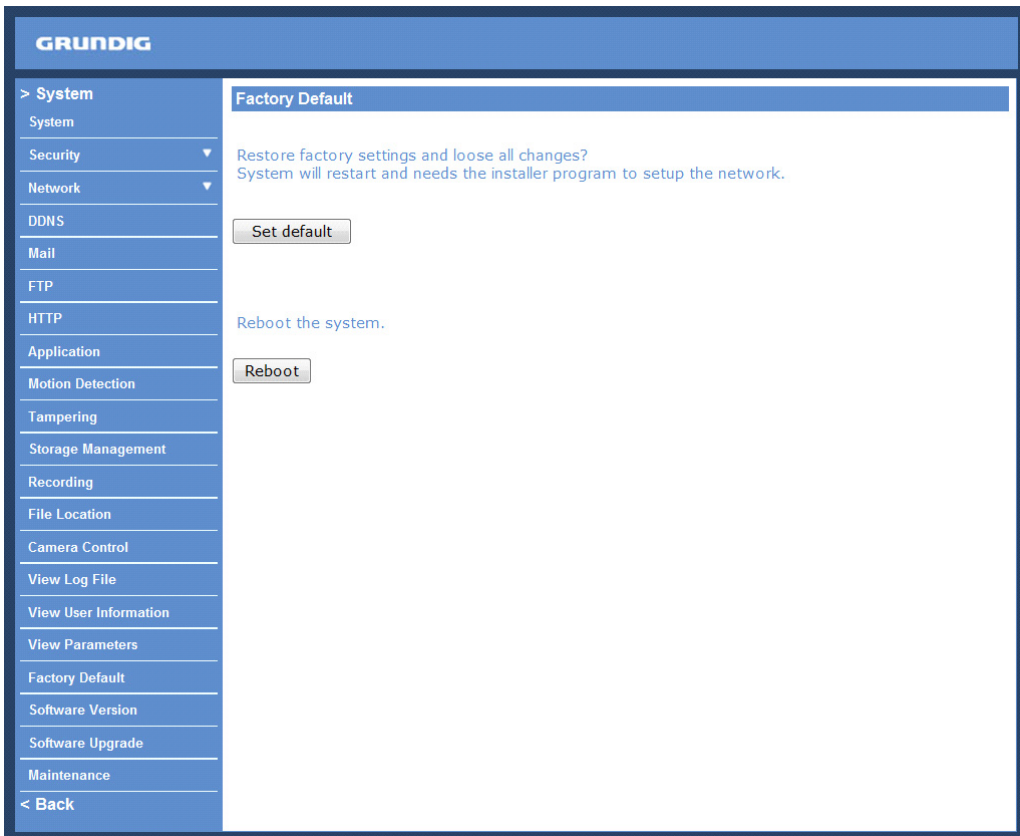 GRUNDIG
> System
System
Security
Network
DDNS
Mail
FTP
HTTP
Application
Motion Detection
Tampering
Storage Management
Recording
File Location
Camera Control
View Log File
View User Information
View Parameters
Factory Default
Software Version
Software Upgrade
Maintenance
< Back
Factory Default
Restore factory settings and loose all changes?
System will restart and needs the installer program to setup the network.
Set default
Reboot the system.
Reboot